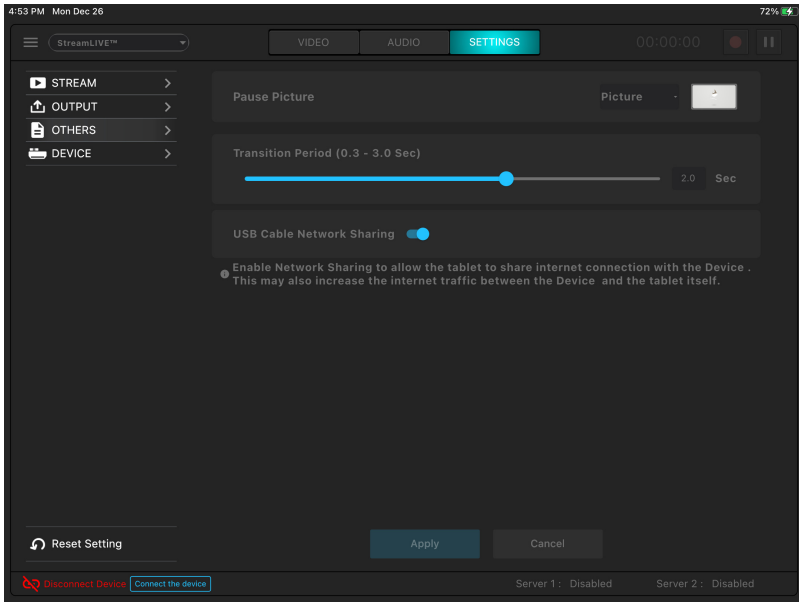 4:53 PM Mon Dec 26
72%
StreamLIVE™
VIDEO
AUDIO
SETTINGS
00:00:00
STREAM
OUTPUT
OTHERS
DEVICE
Pause Picture
Picture
Transition Period (0.3 - 3.0 Sec)
2.0 Sec
USB Cable Network Sharing
Enable Network Sharing to allow the tablet to share internet connection with the Device .
This may also increase the internet traffic between the Device and the tablet itself.
Reset Setting
Apply
Cancel
Disconnect Device
Connect the device
Server 1 : Disabled
Server 2 : Disabled